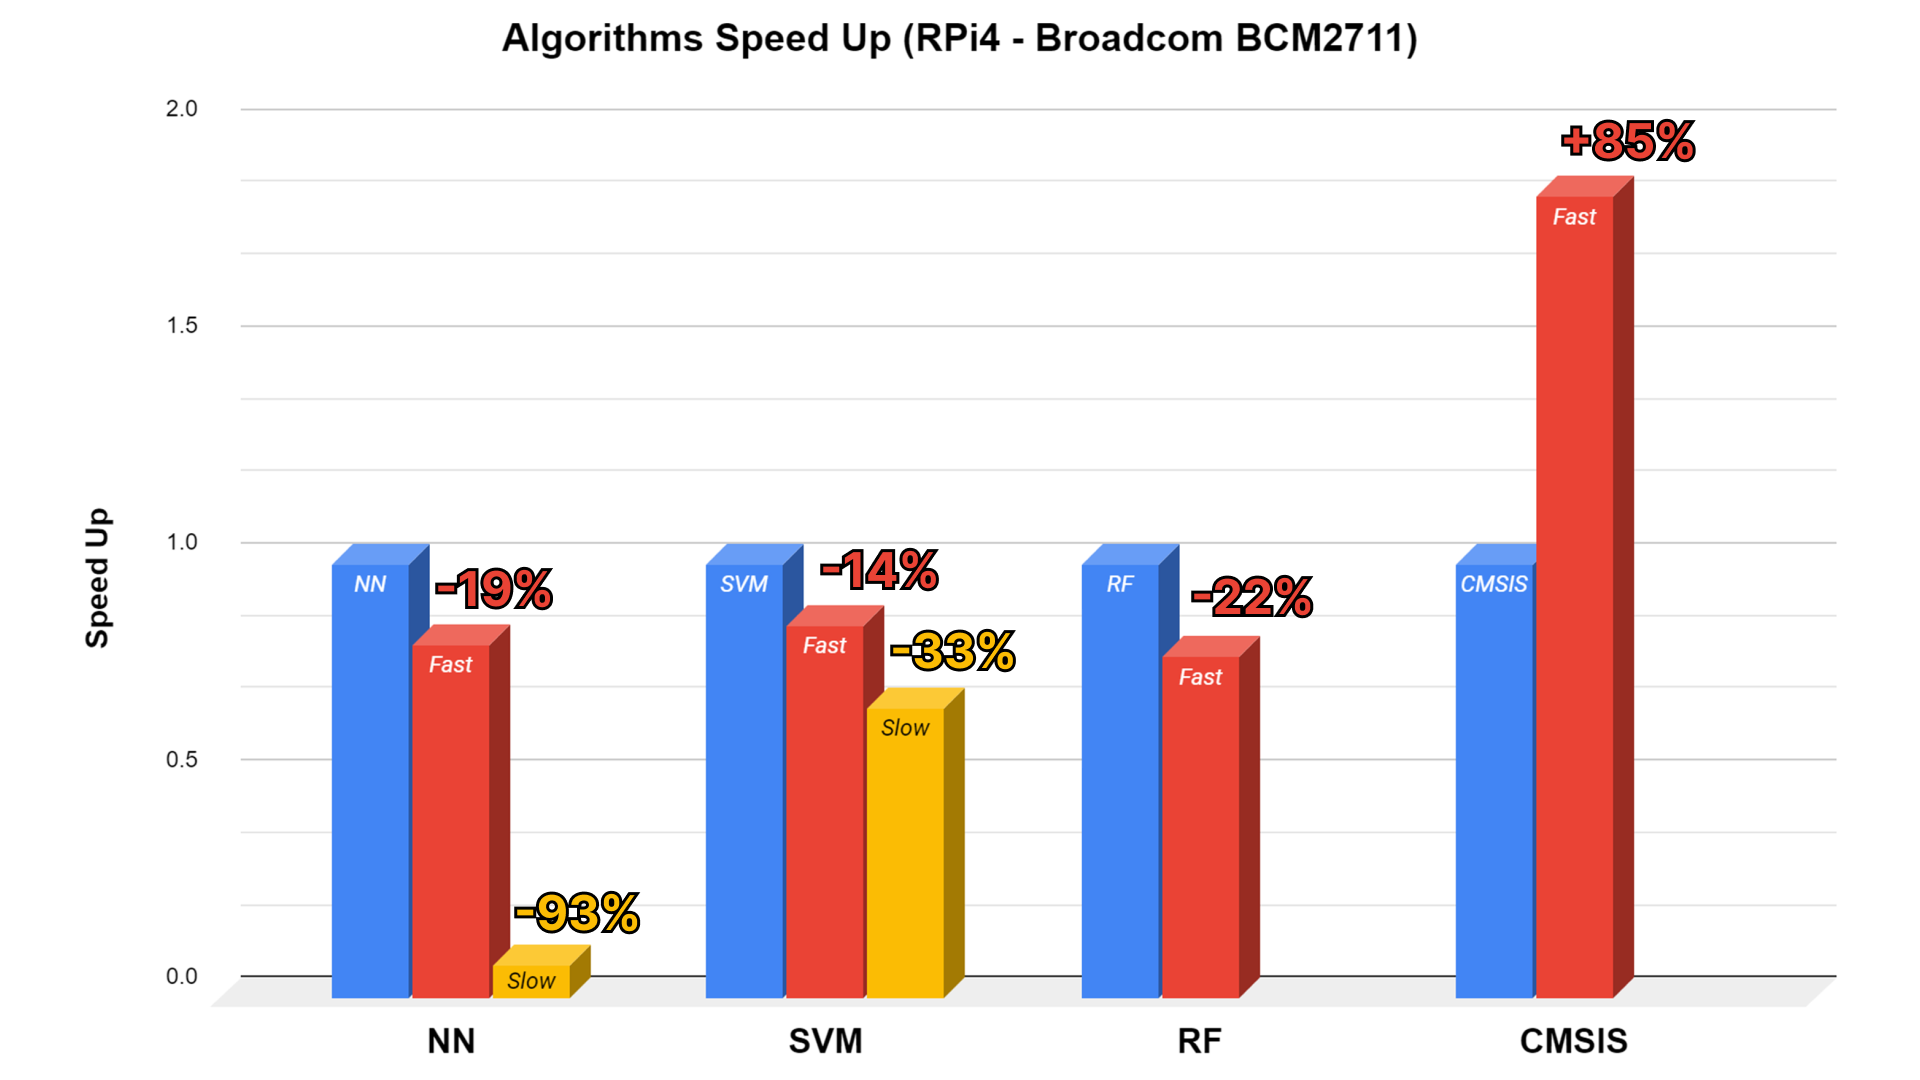 Algorithms Speed Up (RPi4 - Broadcom BCM2711)
2.0
1.5
1.0
0.5
0.0
Speed Up
NN
-19%
Fast
-93%
Slow
SVM
-14%
Fast
-33%
Slow
RF
-22%
Fast
CMSIS
+85%
Fast
NN
SVM
RF
CMSIS